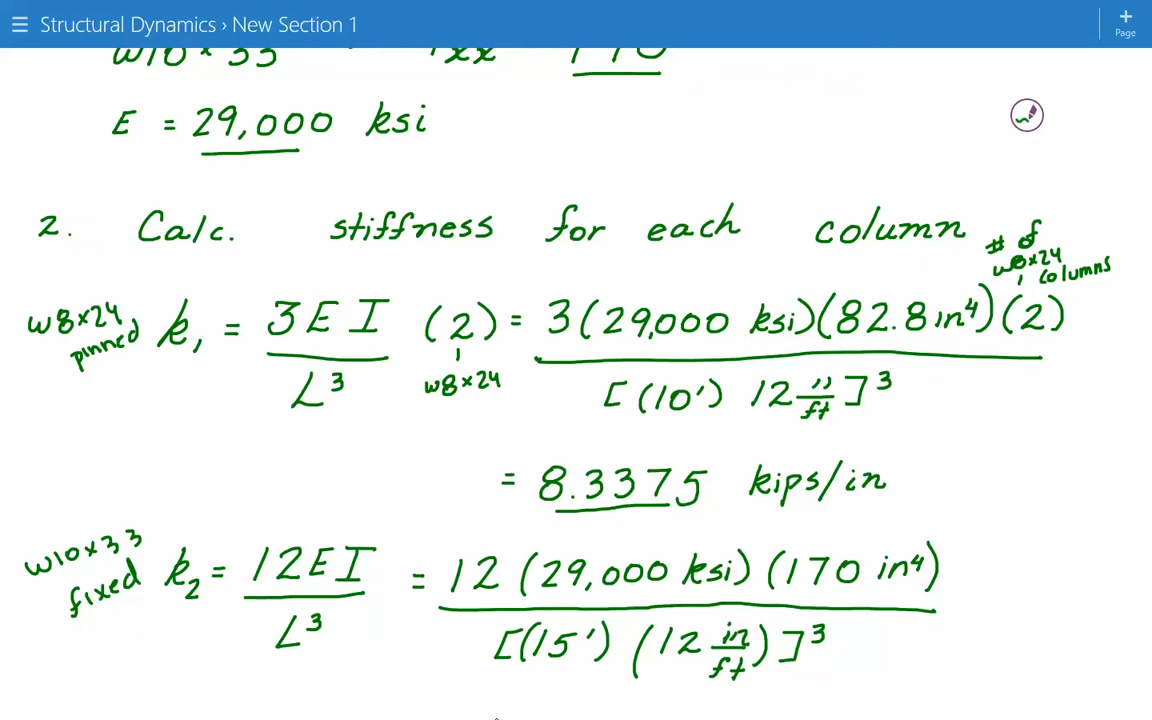 Structural Dynamics › New Section 1
Page
W10×33 Ixx 170
E = 29,000 ksi
2. Calc. stiffness for each column
# of
W8×24
columns
W8×24
pinned
k₁ = 3EI / L³ (2) = 3(29,000 ksi)(82.8in⁴)(2) / [(10') 12 "/ft]³
W8×24
= 8.3375 kips/in
W10×33
fixed
k₂ = 12EI / L³ = 12(29,000 ksi)(170 in⁴) / [(15')(12 in/ft)]³